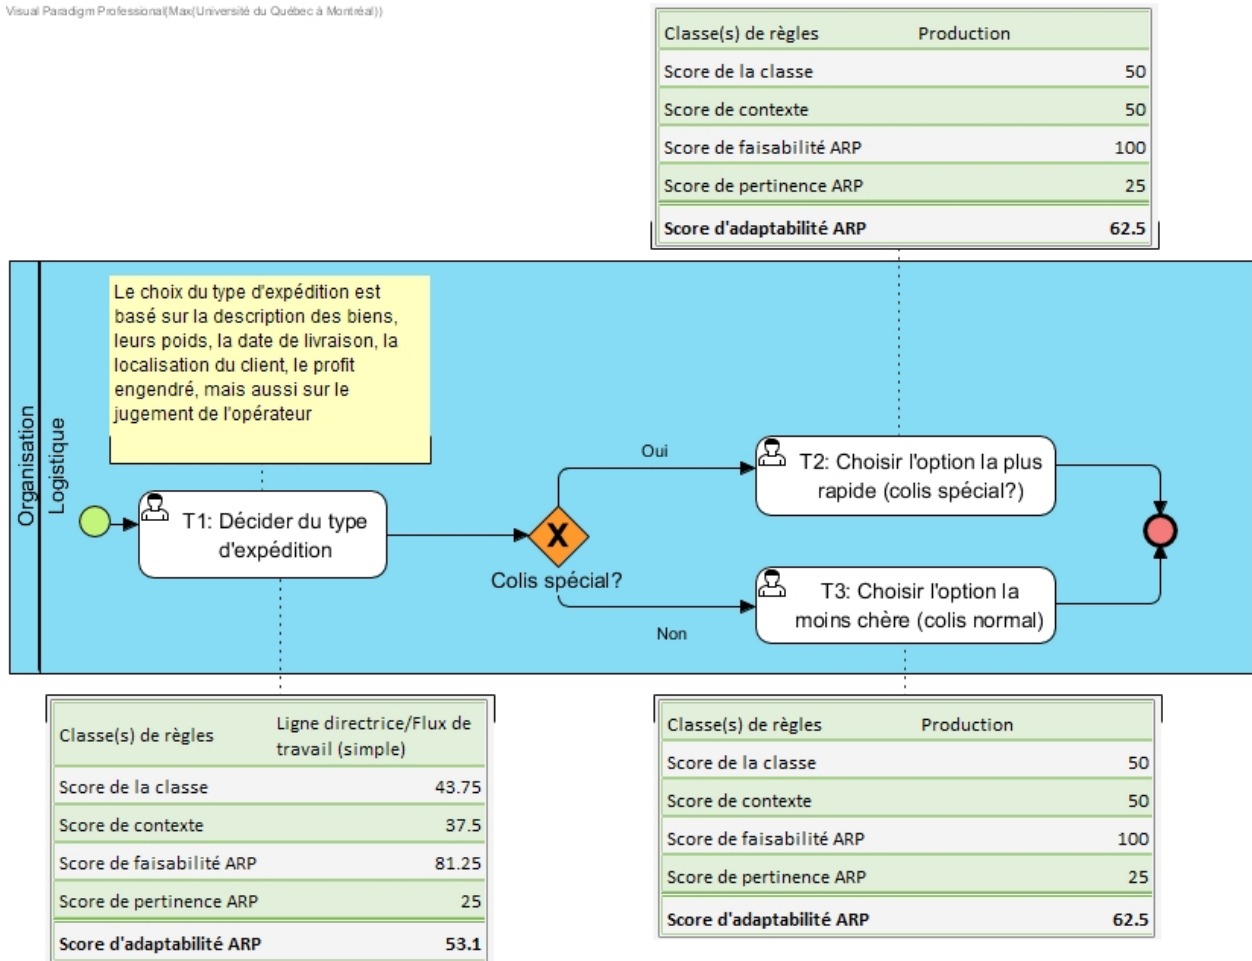 Visual Paradigm Professional(Max(Université du Québec à Montréal))
Classe(s) de règles Production
Score de la classe 50
Score de contexte 50
Score de faisabilité ARP 100
Score de pertinence ARP 25
Score d'adaptabilité ARP 62.5
Organisation
Logistique
Le choix du type d'expédition est
basé sur la description des biens,
leurs poids, la date de livraison, la
localisation du client, le profit
engendré, mais aussi sur le
jugement de l'opérateur
T1: Décider du type
d'expédition
X
Colis spécial?
Oui
Non
T2: Choisir l'option la plus
rapide (colis spécial?)
T3: Choisir l'option la
moins chère (colis normal)
Classe(s) de règles Ligne directrice/Flux de
travail (simple)
Score de la classe 43.75
Score de contexte 37.5
Score de faisabilité ARP 81.25
Score de pertinence ARP 25
Score d'adaptabilité ARP 53.1
Classe(s) de règles Production
Score de la classe 50
Score de contexte 50
Score de faisabilité ARP 100
Score de pertinence ARP 25
Score d'adaptabilité ARP 62.5